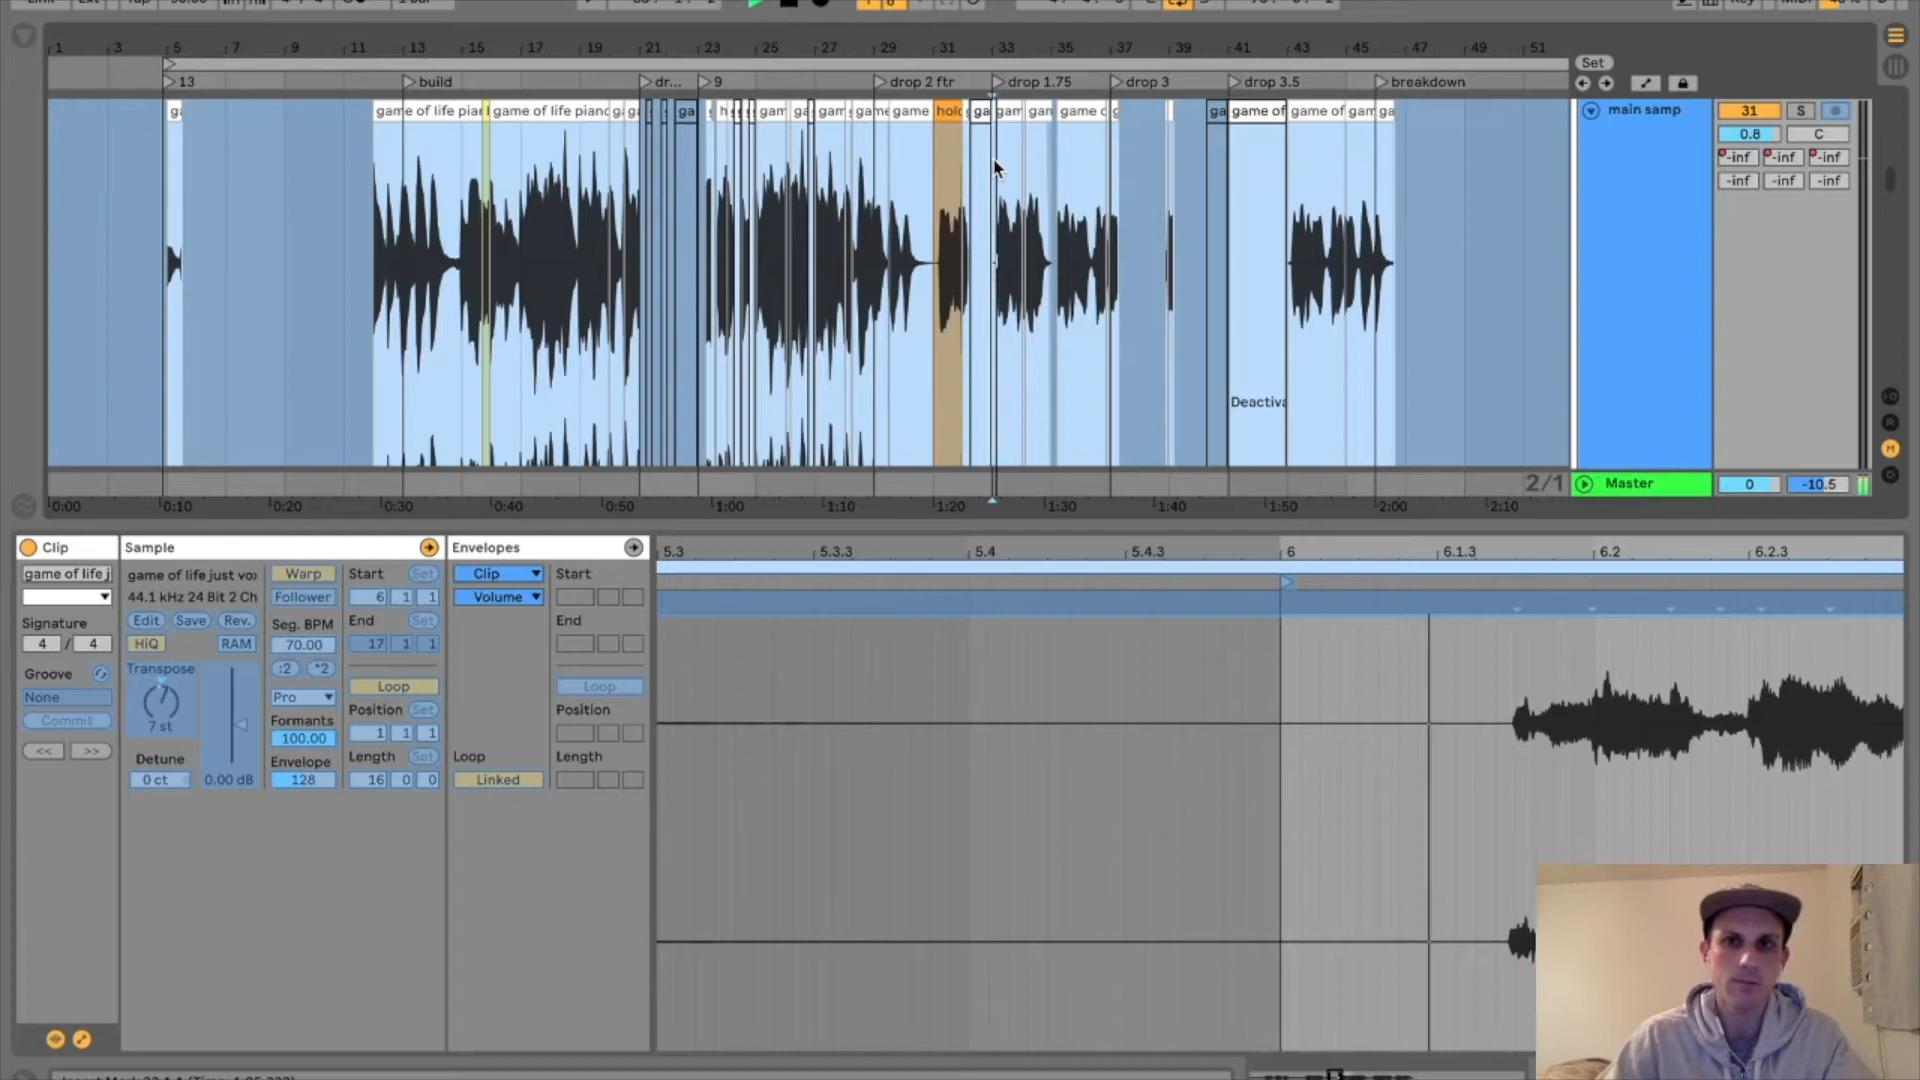 1 3 5 7 9 11 13 15 17 19 21 23 25 27 29 31 33 35 37 39 41 43 45 47 49 51
Set
13 build dr... 9 drop 2 ftr drop 1.75 drop 3 drop 3.5 breakdown
game of life pian game of life piano
main samp
31 S
0.8 C
-inf -inf -inf
-inf -inf -inf
Deactiva
2/1
Master 0 -10.5
0:00 0:10 0:20 0:30 0:40 0:50 1:00 1:10 1:20 1:30 1:40 1:50 2:00 2:10
Clip
game of life j
Signature
4 / 4
Groove
None
Commit
<< >>
Sample
game of life just vo
44.1 kHz 24 Bit 2 Ch
Edit Save Rev.
HiQ RAM
Transpose
7 st
Detune
0 ct 0.00 dB
Warp
Follower
Seg. BPM
70.00
:2 *2
Pro
Formants
100.00
Envelope
128
Start Set
6 1 1
End Set
17 1 1
Loop
Position Set
1 1 1
Length Set
16 0 0
Envelopes
Clip
Volume
Loop
Linked
Start
End
Loop
Position
Length
5.3 5.3.3 5.4 5.4.3 6 6.1.3 6.2 6.2.3